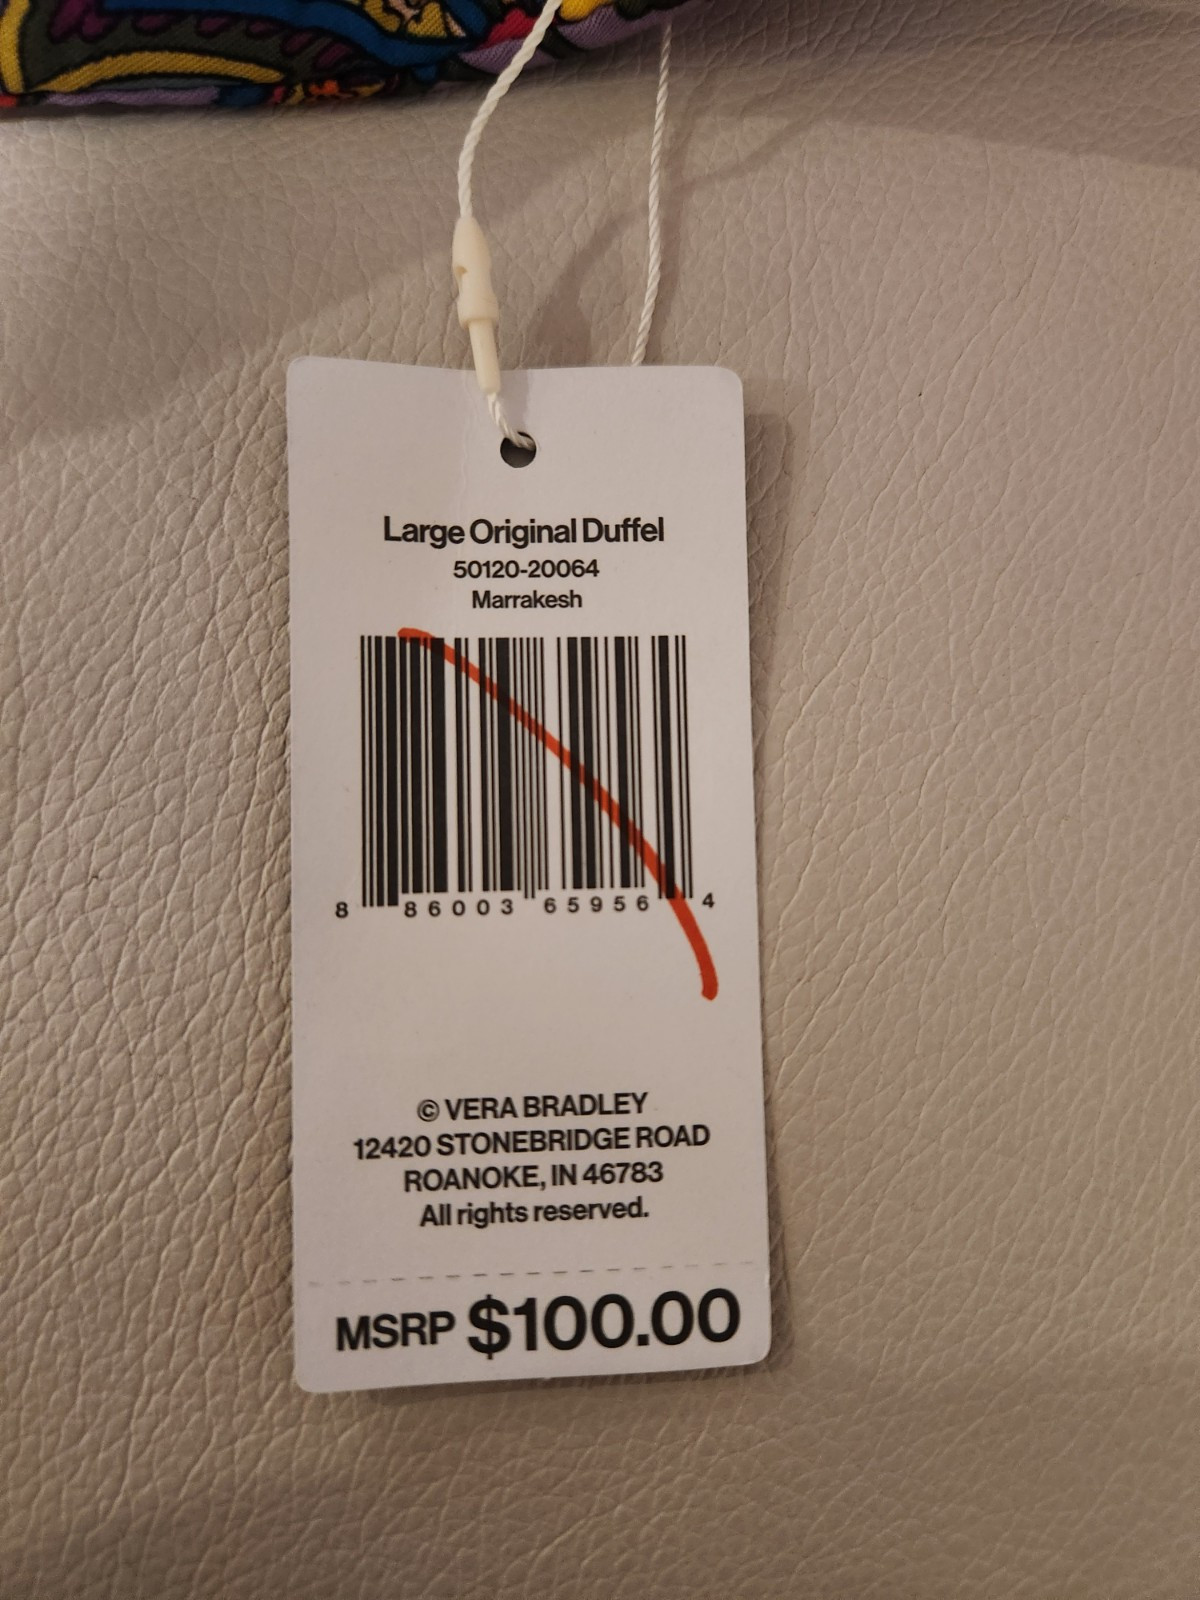 Large Original Duffel
50120-20064
Marrakesh
8 86003 65956 4
© VERA BRADLEY
12420 STONEBRIDGE ROAD
ROANOKE, IN 46783
All rights reserved.
MSRP $100.00